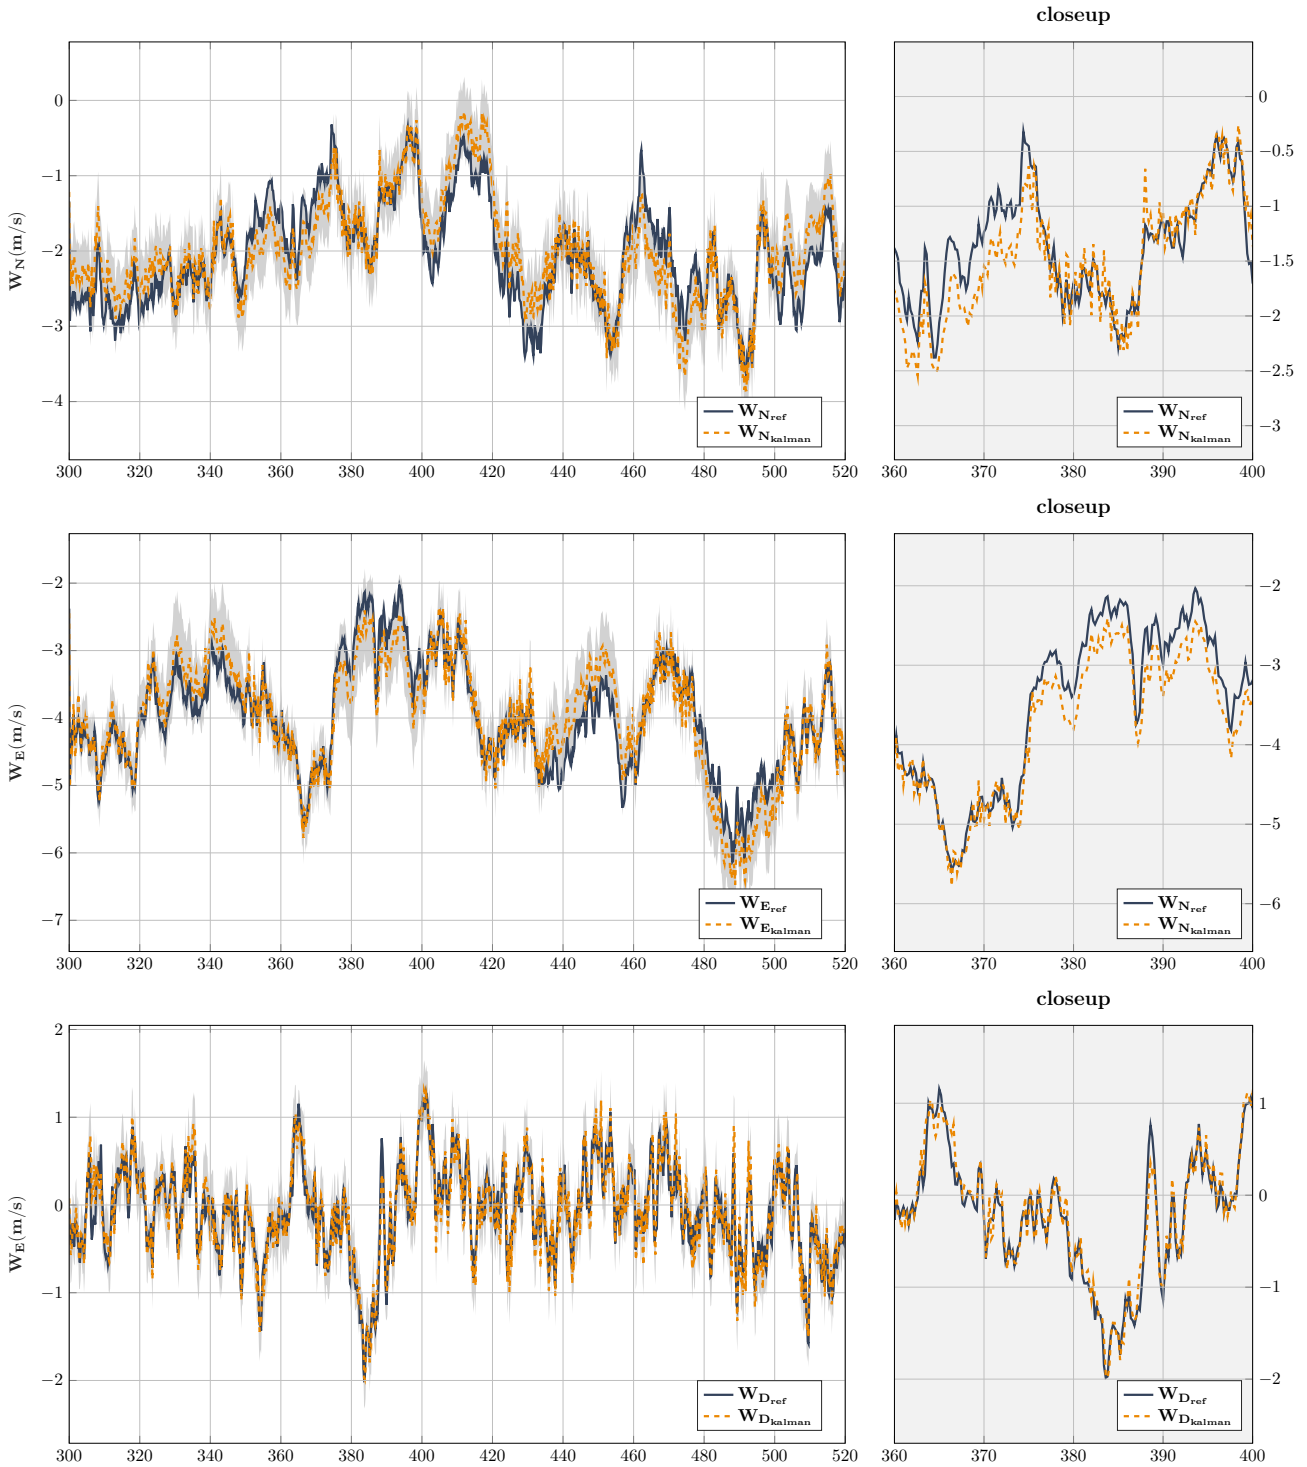 closeup
0
−1
−2
−3
−4
W_N(m/s)
300 320 340 360 380 400 420 440 460 480 500 520
W_N_ref
W_N_kalman
0
−0.5
−1
−1.5
−2
−2.5
−3
360 370 380 390 400
W_N_ref
W_N_kalman
closeup
−2
−3
−4
−5
−6
−7
W_E(m/s)
300 320 340 360 380 400 420 440 460 480 500 520
W_E_ref
W_E_kalman
−2
−3
−4
−5
−6
360 370 380 390 400
W_N_ref
W_N_kalman
closeup
2
1
0
−1
−2
W_E(m/s)
300 320 340 360 380 400 420 440 460 480 500 520
W_D_ref
W_D_kalman
1
0
−1
−2
360 370 380 390 400
W_D_ref
W_D_kalman